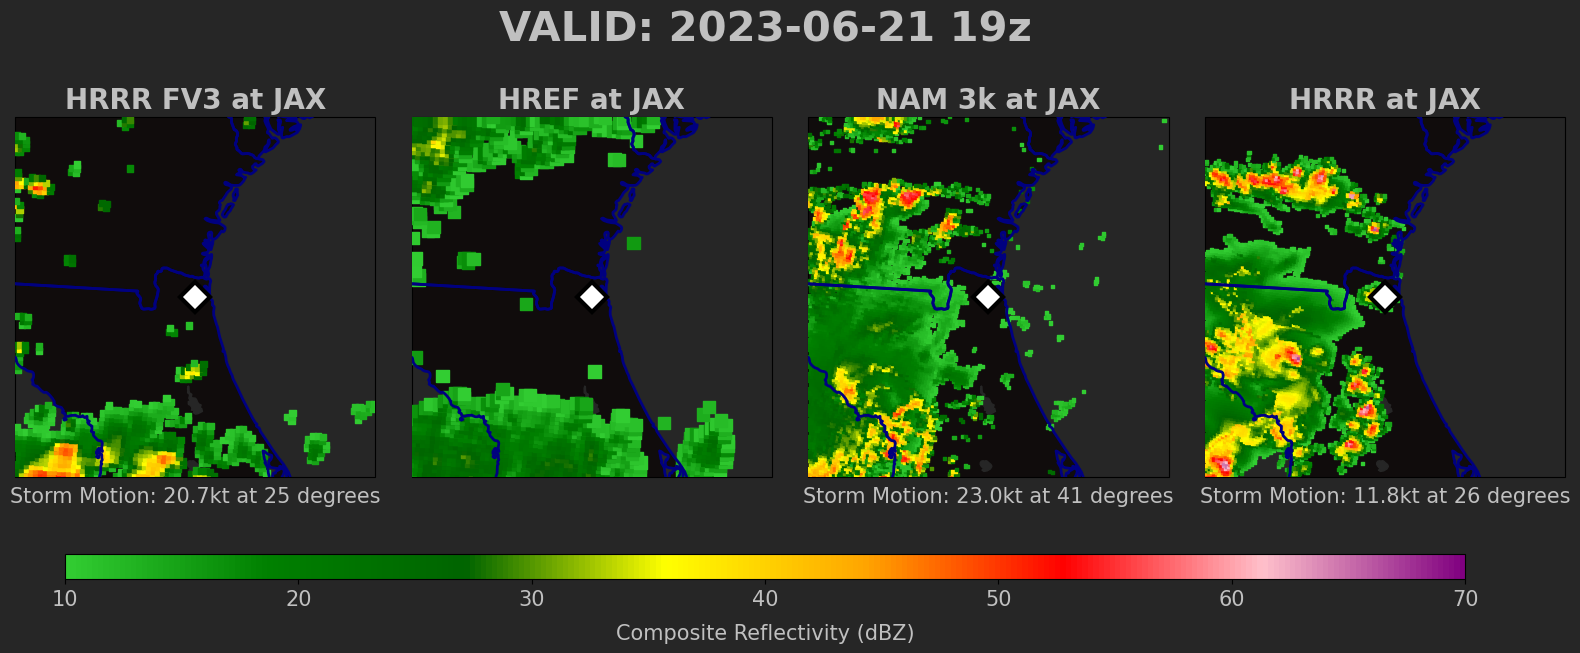 VALID: 2023-06-21 19z
HRRR FV3 at JAX
HREF at JAX
NAM 3k at JAX
HRRR at JAX
Storm Motion: 20.7kt at 25 degrees
Storm Motion: 23.0kt at 41 degrees
Storm Motion: 11.8kt at 26 degrees
10 20 30 40 50 60 70
Composite Reflectivity (dBZ)